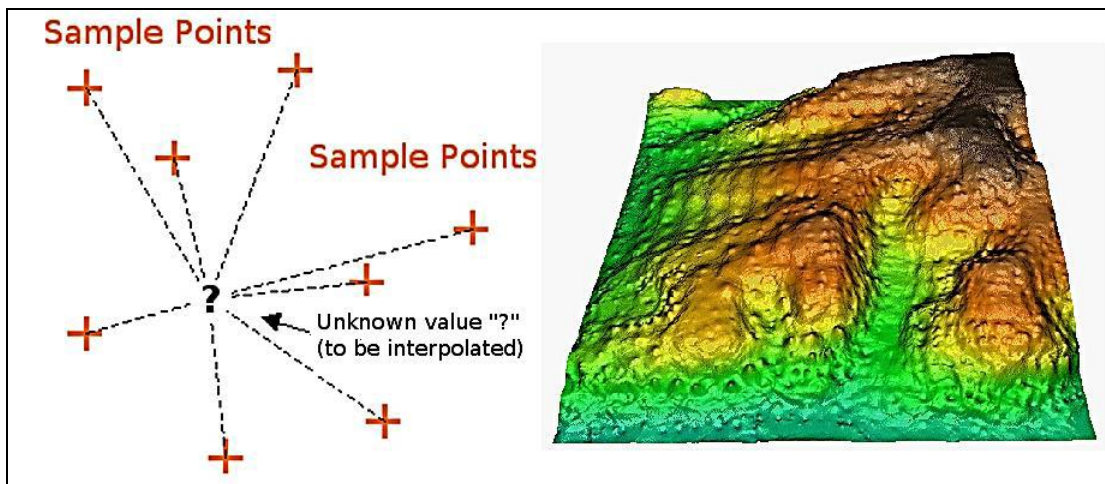 Sample Points
Sample Points
?
Unknown value "?"
(to be interpolated)